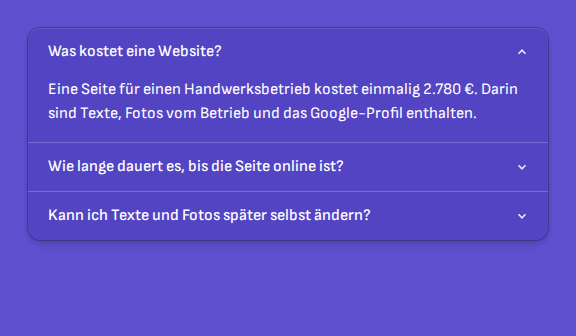 Was kostet eine Website?
Eine Seite für einen Handwerksbetrieb kostet einmalig 2.780 €. Darin
sind Texte, Fotos vom Betrieb und das Google-Profil enthalten.
Wie lange dauert es, bis die Seite online ist?
Kann ich Texte und Fotos später selbst ändern?